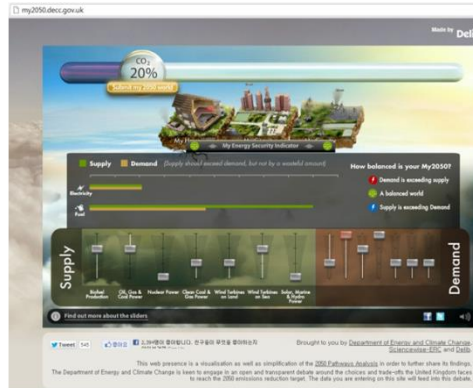 my2050.decc.gov.uk
Made by Deli
CO₂
20%
Submit my 2050 world
My Energy Security Indicator
Supply Demand (Supply should exceed demand, but not by a wasteful amount)
How balanced is your My2050?
Demand is exceeding supply
A balanced world
Supply is exceeding Demand
Electricity
Fuel
Supply
Biofuel Production
Oil, Gas & Coal Power
Nuclear Power
Clean Coal & Gas Power
Wind Turbines on Land
Wind Turbines on Sea
Solar, Marine & Hydro Power
Demand
Find out more about the sliders
Tweet 545
좋아요
Brought to you by Department of Energy and Climate Change,
Sciencewise-ERC, and Delib.
This web presence is a visualization as well as simplification of the 2050 Pathways Analysis in order to further share its findings.
The Department of Energy and Climate Change is keen to engage in an open and transparent debate around the choices and trade-offs the United Kingdom faces
to reach the 2050 emissions reduction target. The data you are entering on this site will feed into this debate.